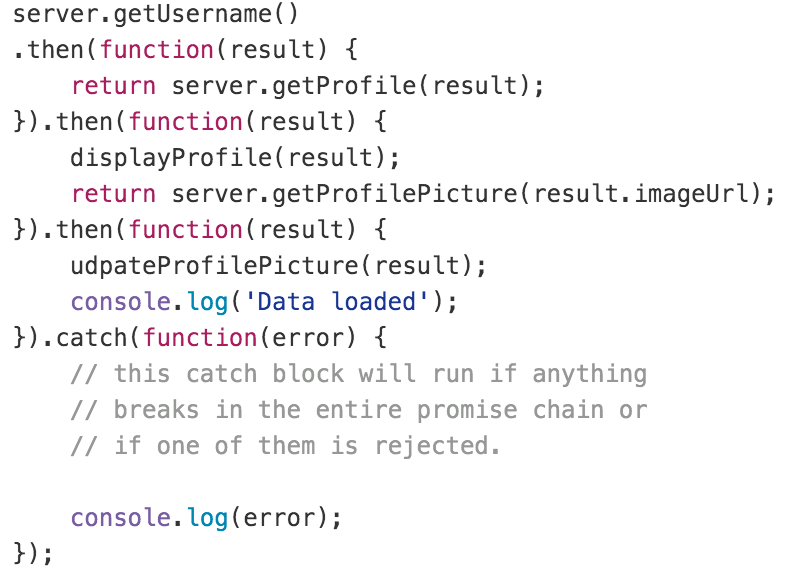 server.getUsername()
.then(function(result) {
    return server.getProfile(result);
}).then(function(result) {
    displayProfile(result);
    return server.getProfilePicture(result.imageUrl);
}).then(function(result) {
    udpateProfilePicture(result);
    console.log('Data loaded');
}).catch(function(error) {
    // this catch block will run if anything
    // breaks in the entire promise chain or
    // if one of them is rejected.

    console.log(error);
});